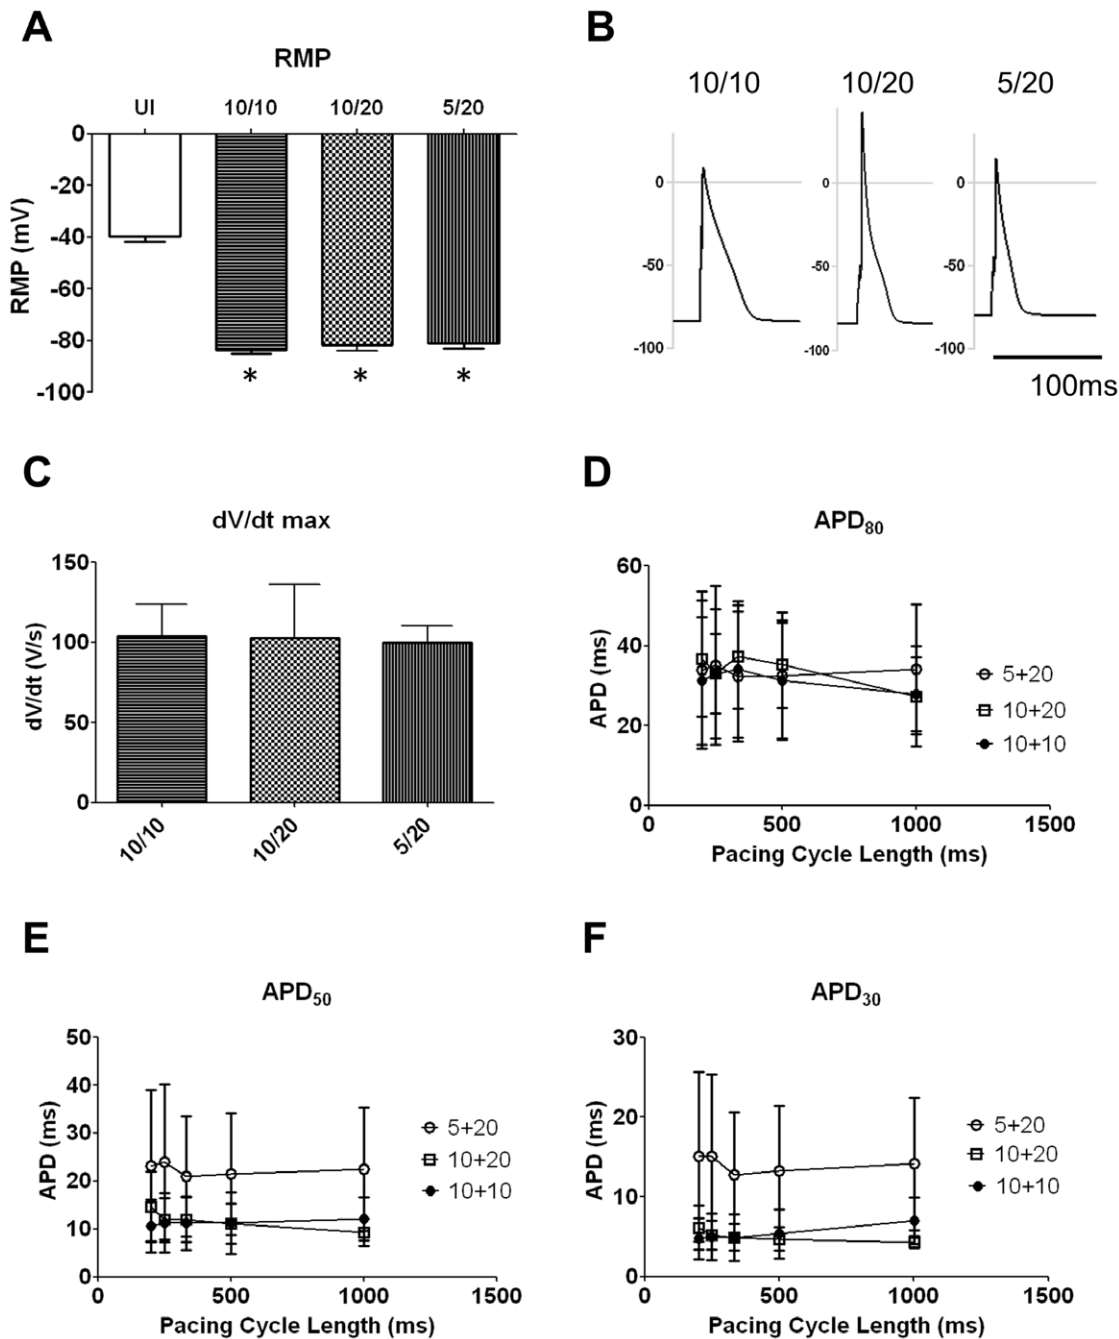 A
RMP
UI 10/10 10/20 5/20
0
-20
-40
-60
-80
-100
RMP (mV)
* * *
B
10/10 10/20 5/20
0
-50
-100
0
-50
-100
0
-50
-100
100ms
C
dV/dt max
150
100
50
0
dV/dt (V/s)
10/10 10/20 5/20
D
APD80
60
40
20
0
APD (ms)
5+20
10+20
10+10
0 500 1000 1500
Pacing Cycle Length (ms)
E
APD50
50
40
30
20
10
0
APD (ms)
5+20
10+20
10+10
0 500 1000 1500
Pacing Cycle Length (ms)
F
APD30
30
20
10
0
APD (ms)
5+20
10+20
10+10
0 500 1000 1500
Pacing Cycle Length (ms)